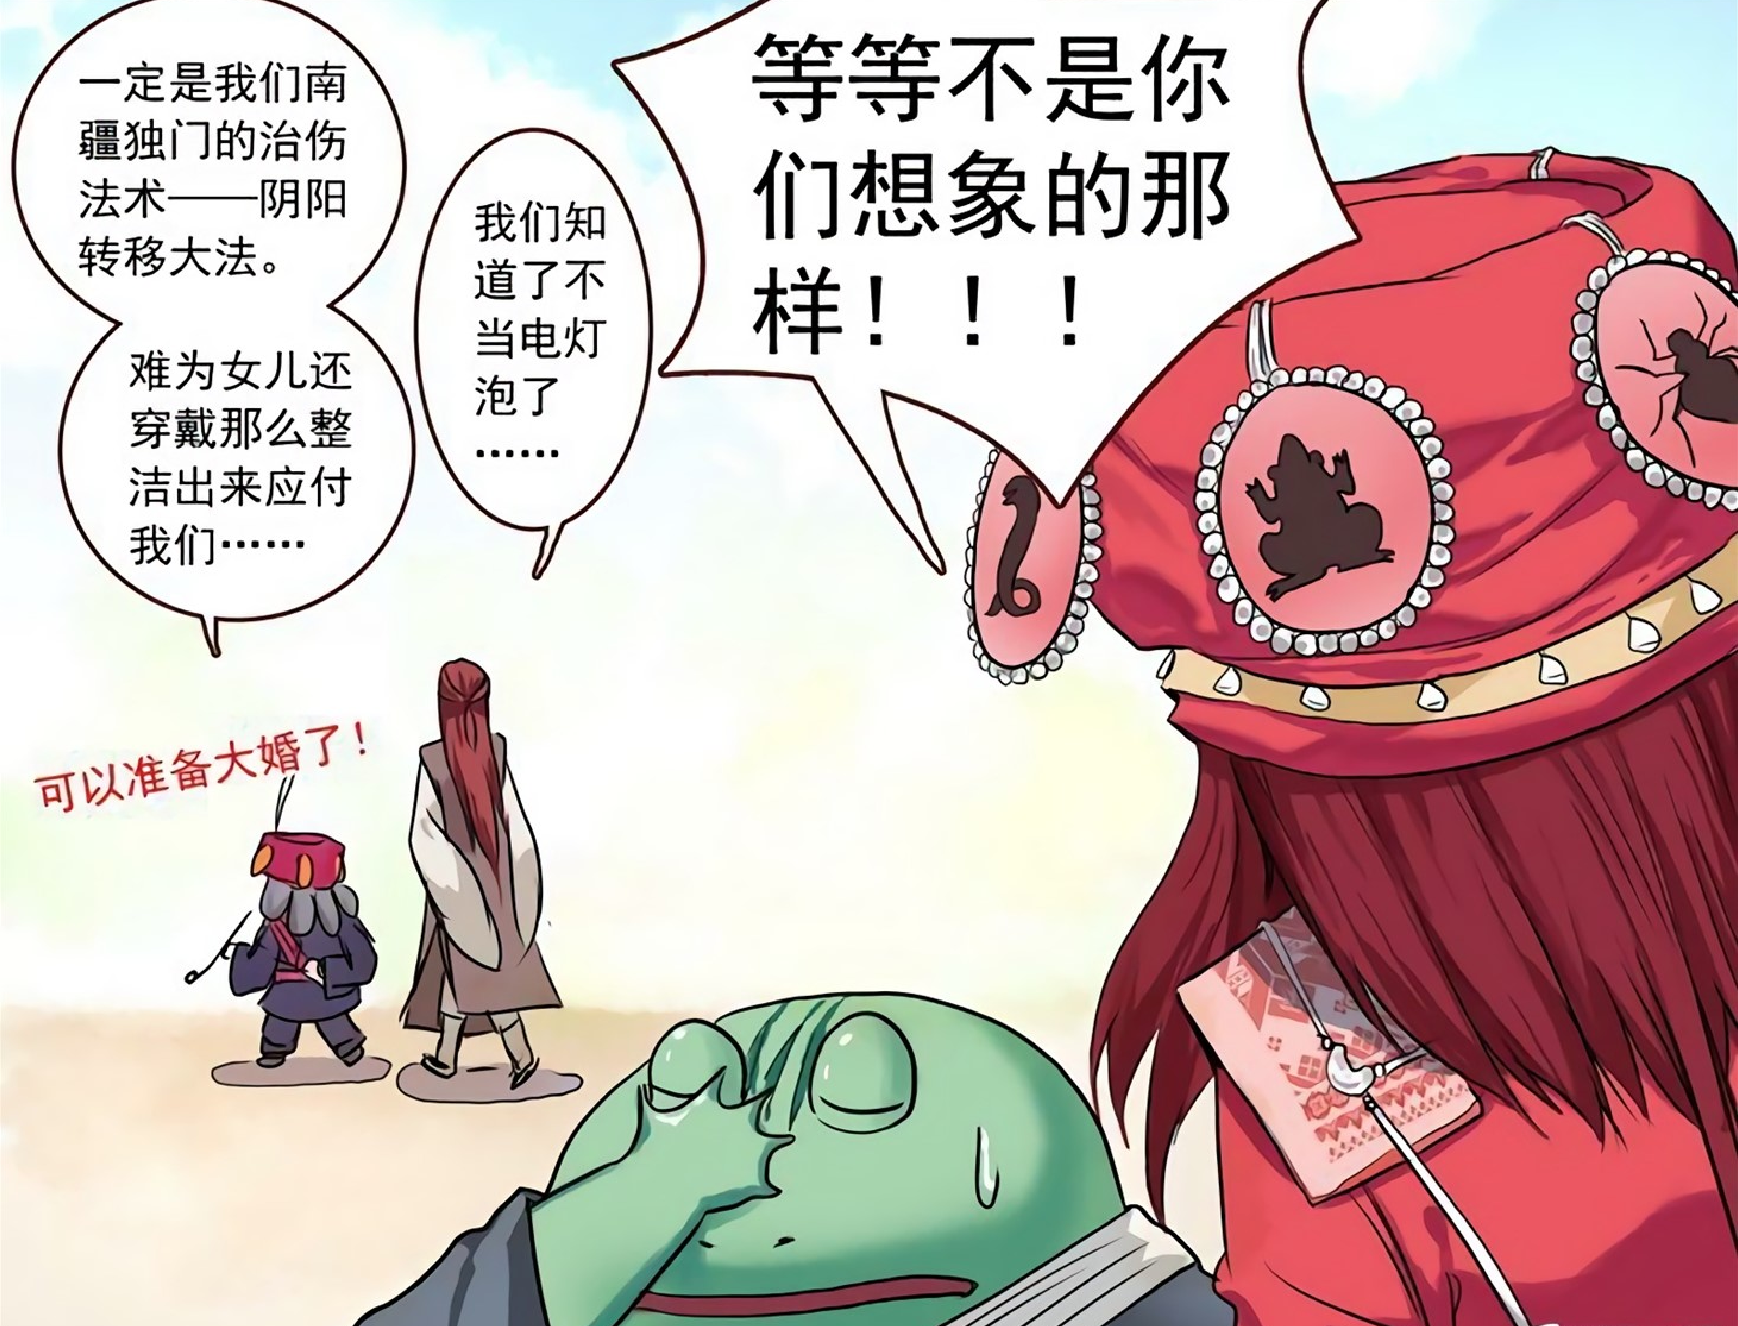 一定是我们南
疆独门的治伤
法术——阴阳
转移大法。
难为女儿还
穿戴那么整
洁出来应付
我们……
我们知
道了不
当电灯
泡了
……
等等不是你
们想象的那
样！！！
可以准备大婚了！